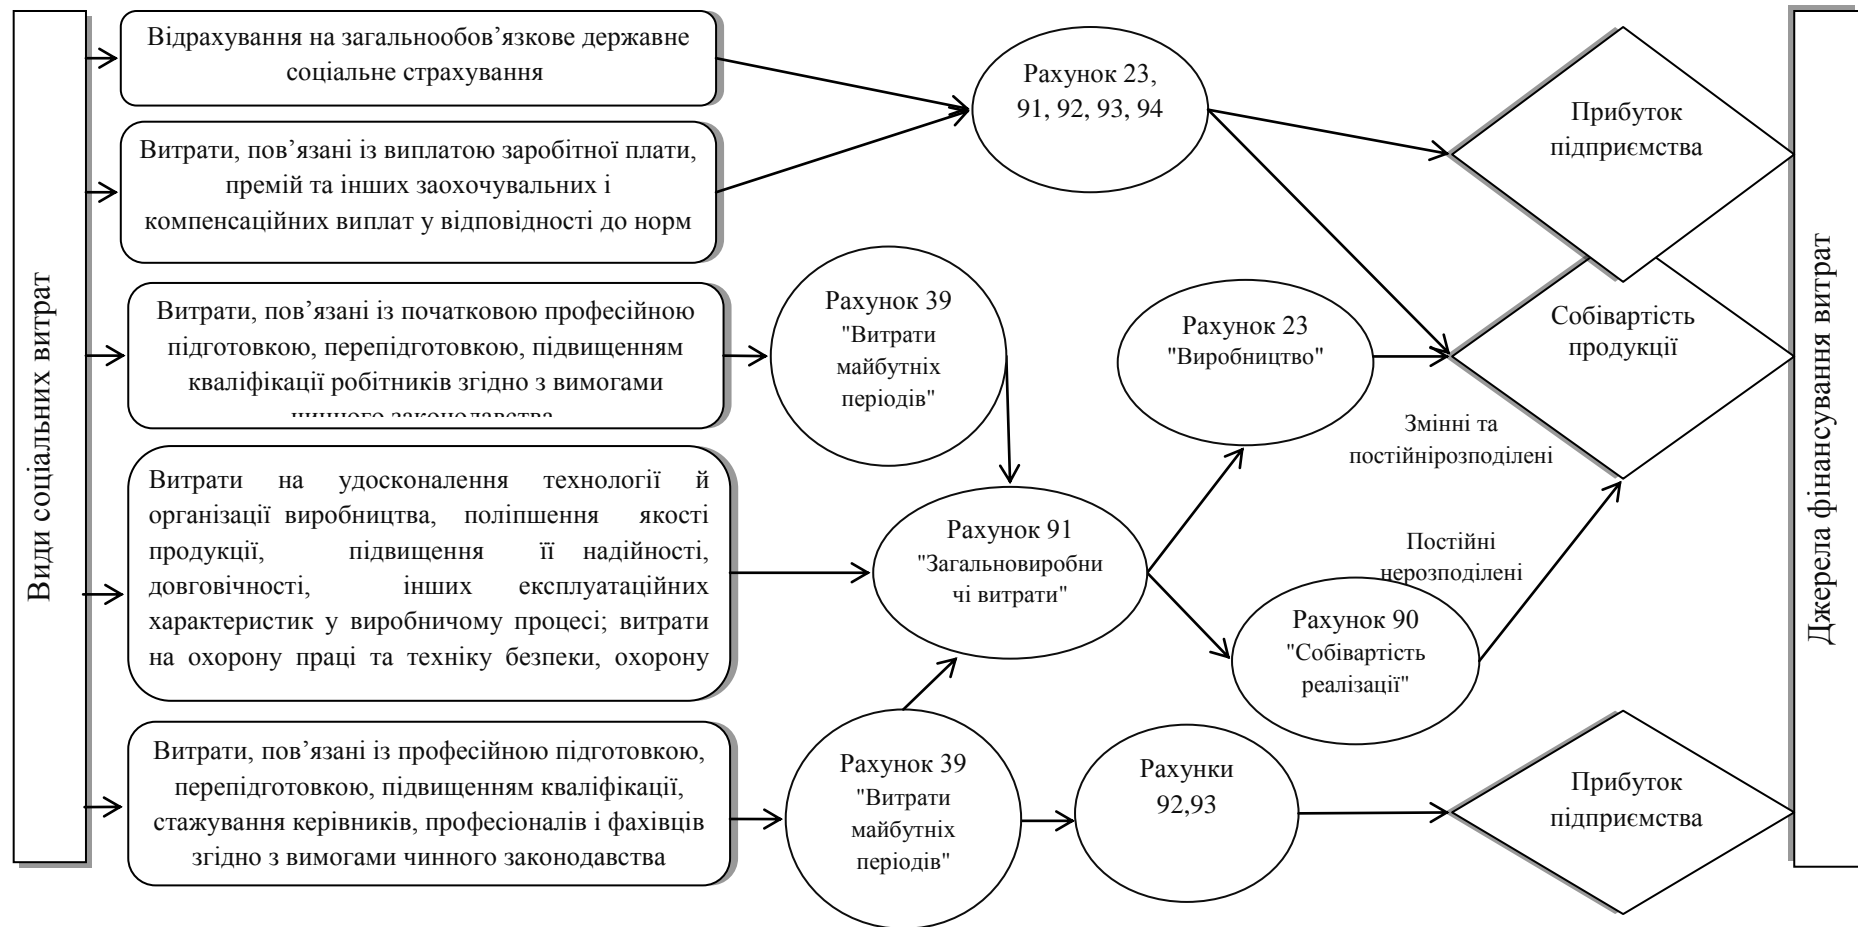 Види соціальних витрат
Відрахування на загальнообов’язкове державне
соціальне страхування
Витрати, пов’язані із виплатою заробітної плати,
премій та інших заохочувальних і
компенсаційних виплат у відповідності до норм
Витрати, пов’язані із початковою професійною
підготовкою, перепідготовкою, підвищенням
кваліфікації робітників згідно з вимогами
чинного законодавства
Витрати на удосконалення технології й
організації виробництва, поліпшення якості
продукції, підвищення її надійності,
довговічності, інших експлуатаційних
характеристик у виробничому процесі; витрати
на охорону праці та техніку безпеки, охорону
Витрати, пов’язані із професійною підготовкою,
перепідготовкою, підвищенням кваліфікації,
стажування керівників, професіоналів і фахівців
згідно з вимогами чинного законодавства
Рахунок 23,
91, 92, 93, 94
Рахунок 39
"Витрати
майбутніх
періодів"
Рахунок 91
"Загальновиробни
чі витрати"
Рахунок 39
"Витрати
майбутніх
періодів"
Рахунок 23
"Виробництво"
Змінні та
постійнірозподілені
Постійні
нерозподілені
Рахунок 90
"Собівартість
реалізації"
Рахунки
92,93
Прибуток
підприємства
Собівартість
продукції
Прибуток
підприємства
Джерела фінансування витрат